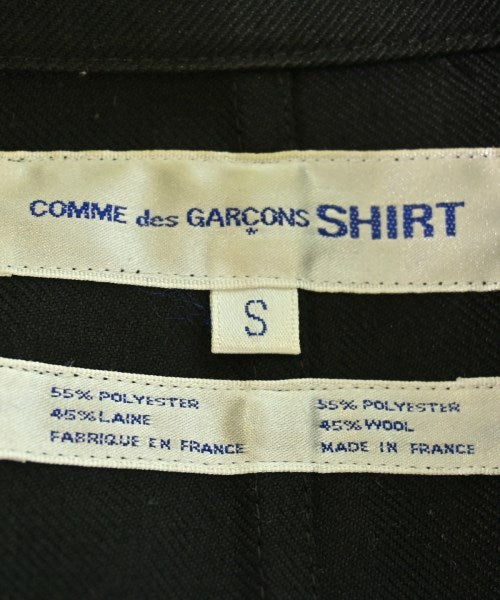 COMME des GARÇONS SHIRT
S
55% POLYESTER
45% LAINE
FABRIQUE EN FRANCE
55% POLYESTER
45% WOOL
MADE IN FRANCE